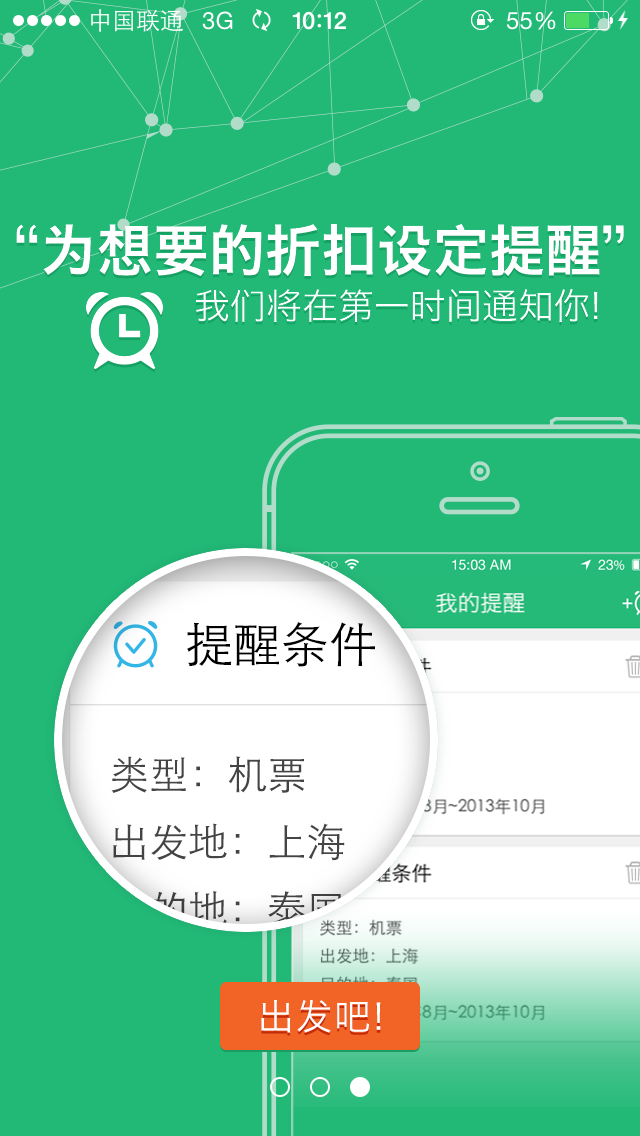 中国联通 3G 10:12 55%
“为想要的折扣设定提醒”
我们将在第一时间通知你!
15:03 AM 23%
我的提醒
提醒条件
类型：机票
8月~2013年10月
出发地：上海
醒条件
的地：泰国
类型：机票
出发地：上海
目的地：泰国
8月~2013年10月
出发吧!